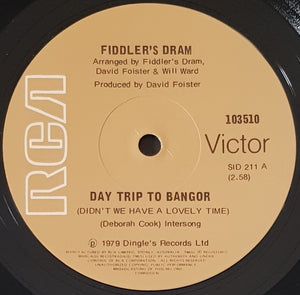 FIDDLER'S DRAM
Arranged by Fiddler's Dram,
David Foister & Will Ward
Produced by David Foister
RCA
103510
Victor
SID 211 A
(2.58)
DAY TRIP TO BANGOR
(DIDN'T WE HAVE A LOVELY TIME)
(Deborah Cook) Intersong
℗ 1979 Dingle's Records Ltd